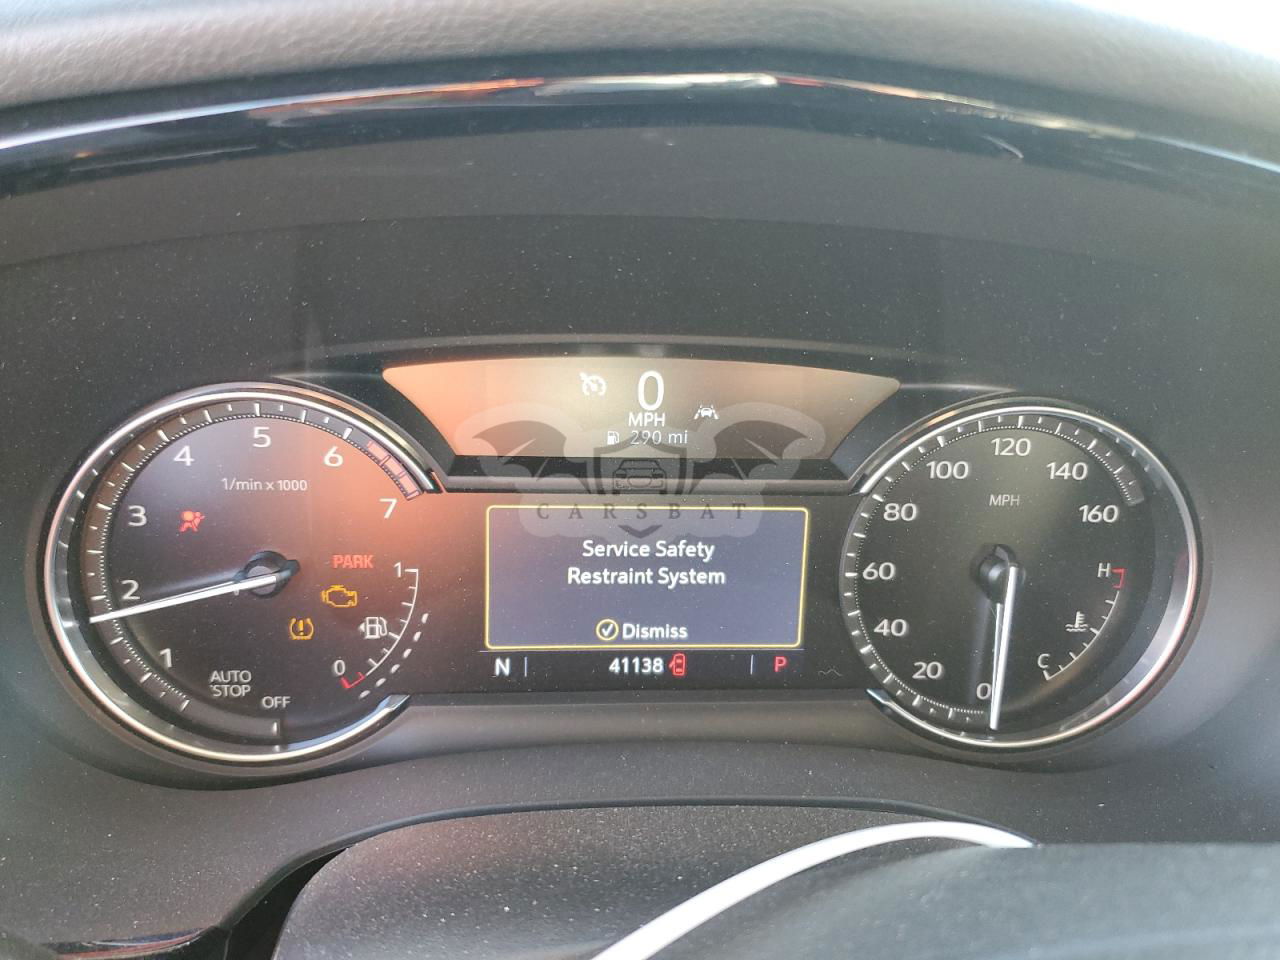 0
MPH
290 mi
CARSBAT
1
2
3
4
5
6
7
1/min x 1000
PARK
AUTO
STOP
OFF
1
0
Service Safety
Restraint System
Dismiss
N 41138 P
0
20
40
60
80
100
120
140
160
MPH
H
C